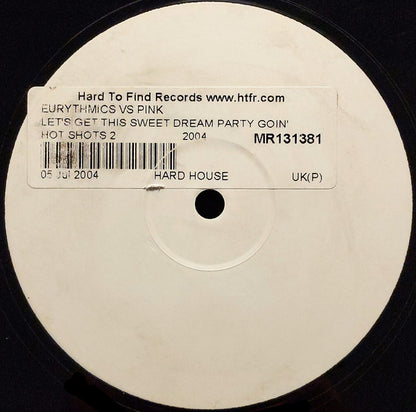 Hard To Find Records www.htfr.com
EURYTHMICS VS PINK
LET'S GET THIS SWEET DREAM PARTY GOIN'
HOT SHOTS 2 2004 MR131381
05 Jul 2004 HARD HOUSE UK(P)